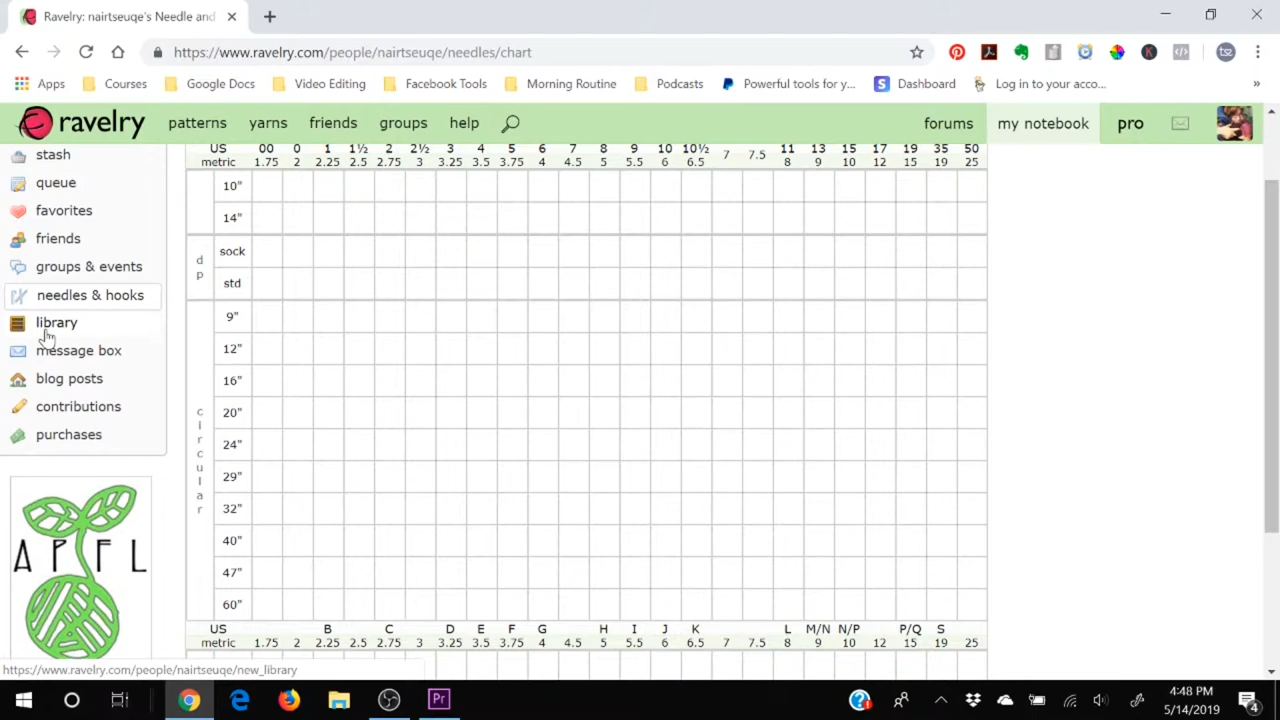 Ravelry: nairtseuqe's Needle and
https://www.ravelry.com/people/nairtseuqe/needles/chart
Apps Courses Google Docs Video Editing Facebook Tools Morning Routine Podcasts Powerful tools for y... Dashboard Log in to your acco... »
ravelry patterns yarns friends groups help forums my notebook pro
stash
queue
favorites
friends
groups & events
needles & hooks
library
message box
blog posts
contributions
purchases
APFL
US 00 0 1 1½ 2 2½ 3 4 5 6 7 8 9 10 10½ 11 13 15 17 19 35 50
metric 1.75 2 2.25 2.5 2.75 3 3.25 3.5 3.75 4 4.5 5 5.5 6 6.5 7 7.5 8 9 10 12 15 19 25
10"
14"
dp
sock
std
circular
9"
12"
16"
20"
24"
29"
32"
40"
47"
60"
US B C D E F G H I J K L M/N N/P P/Q S
metric 1.75 2 2.25 2.5 2.75 3 3.25 3.5 3.75 4 4.5 5 5.5 6 6.5 7 7.5 8 9 10 12 15 19 25
https://www.ravelry.com/people/nairtseuqe/new_library
Pr
4:48 PM
5/14/2019
4